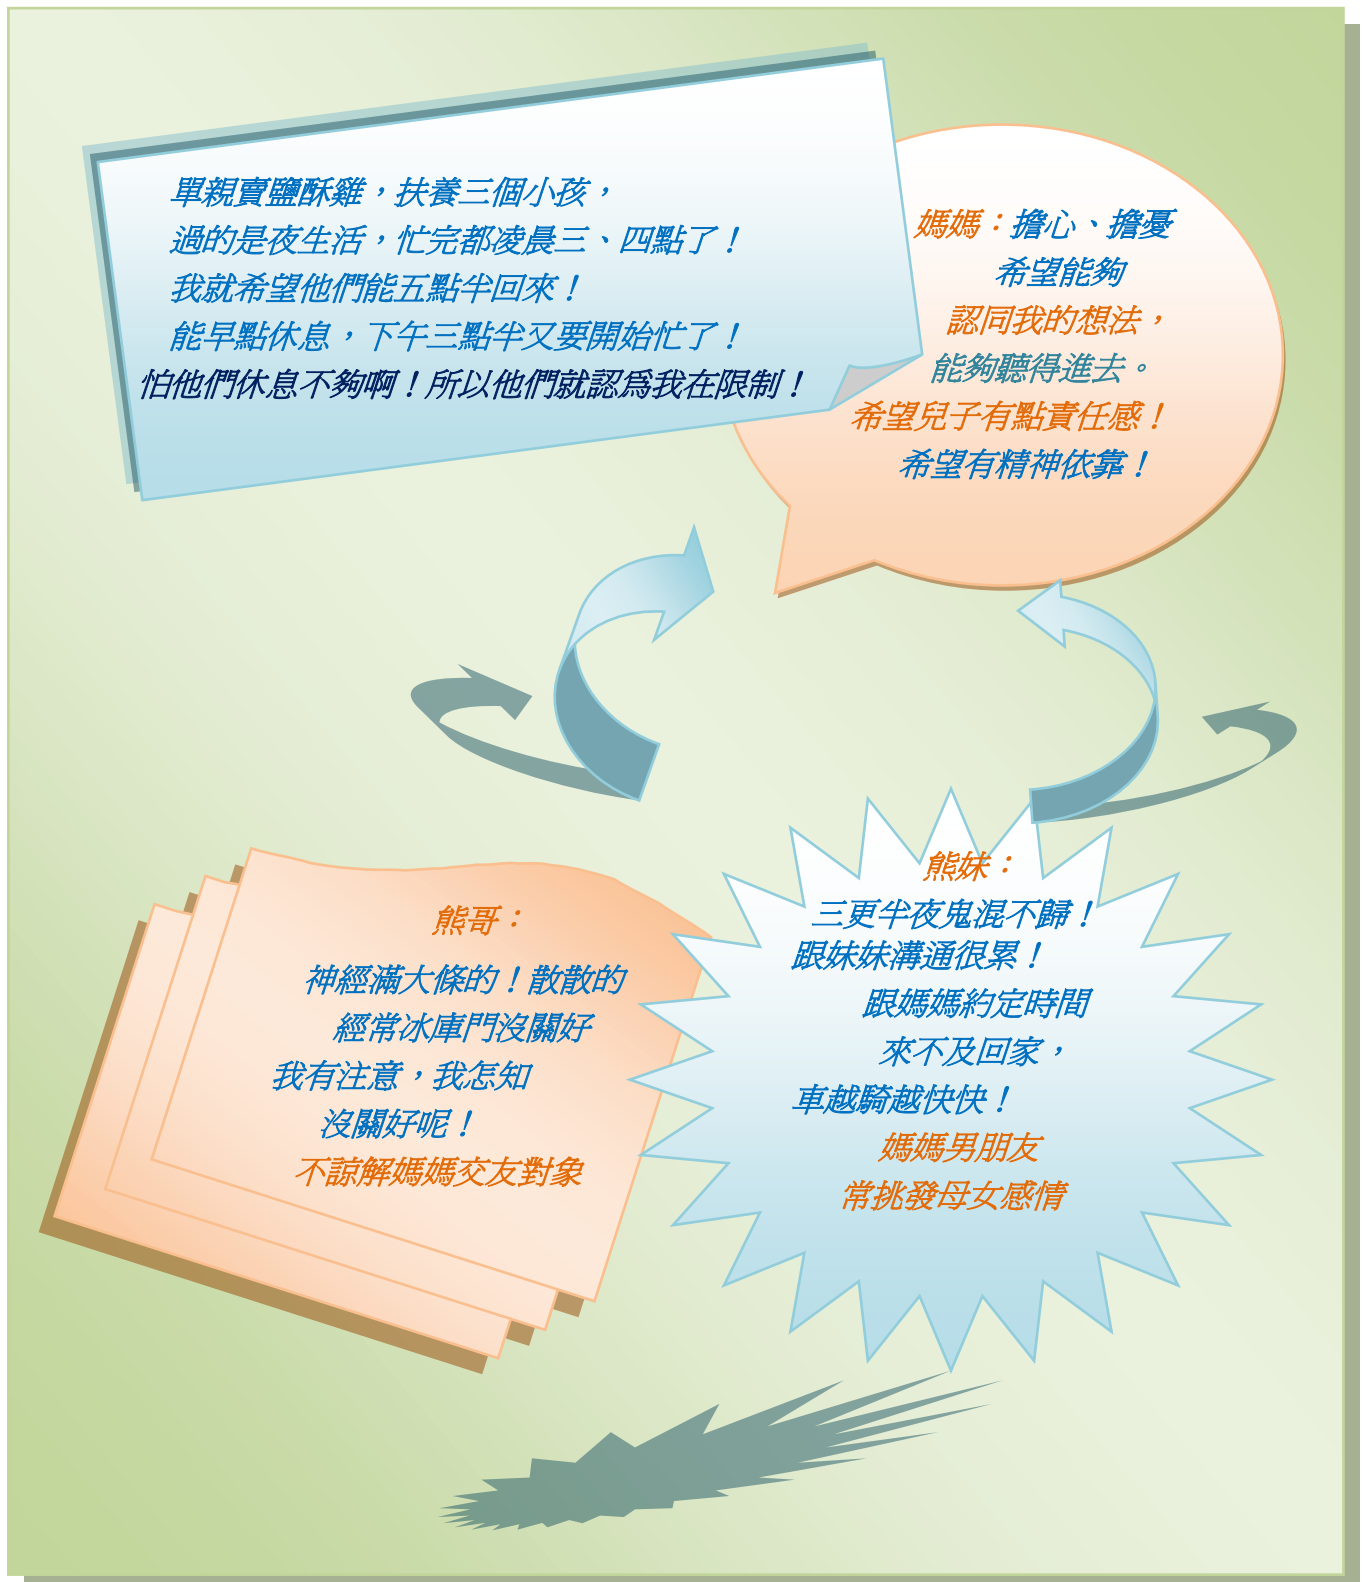 單親賣鹽酥雞，扶養三個小孩，
過的是夜生活，忙完都凌晨三、四點了！
我就希望他們能五點半回來！
能早點休息，下午三點半又要開始忙了！
怕他們休息不夠啊！所以他們就認為我在限制！
媽媽：擔心、擔憂
希望能夠
認同我的想法，
能夠聽得進去。
希望兒子有點責任感！
希望有精神依靠！
熊哥：
神經滿大條的！散散的
經常冰庫門沒關好
我有注意，我怎知
沒關好呢！
不諒解媽媽交友對象
熊妹：
三更半夜鬼混不歸！
跟妹妹溝通很累！
跟媽媽約定時間
來不及回家，
車越騎越快快！
媽媽男朋友
常挑發母女感情